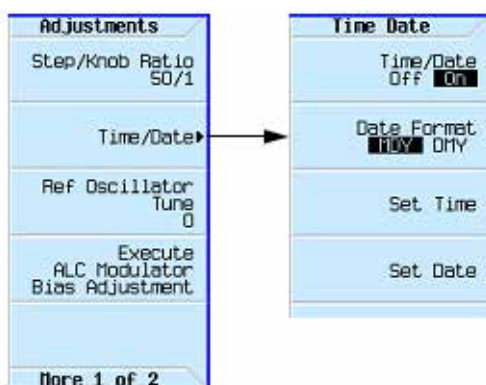 Adjustments
Step/Knob Ratio
50/1
Time/Date
Ref Oscillator
Tune
0
Execute
ALC Modulator
Bias Adjustment
More 1 of 2
Time Date
Time/Date
Off On
Date Format
MDY DMY
Set Time
Set Date